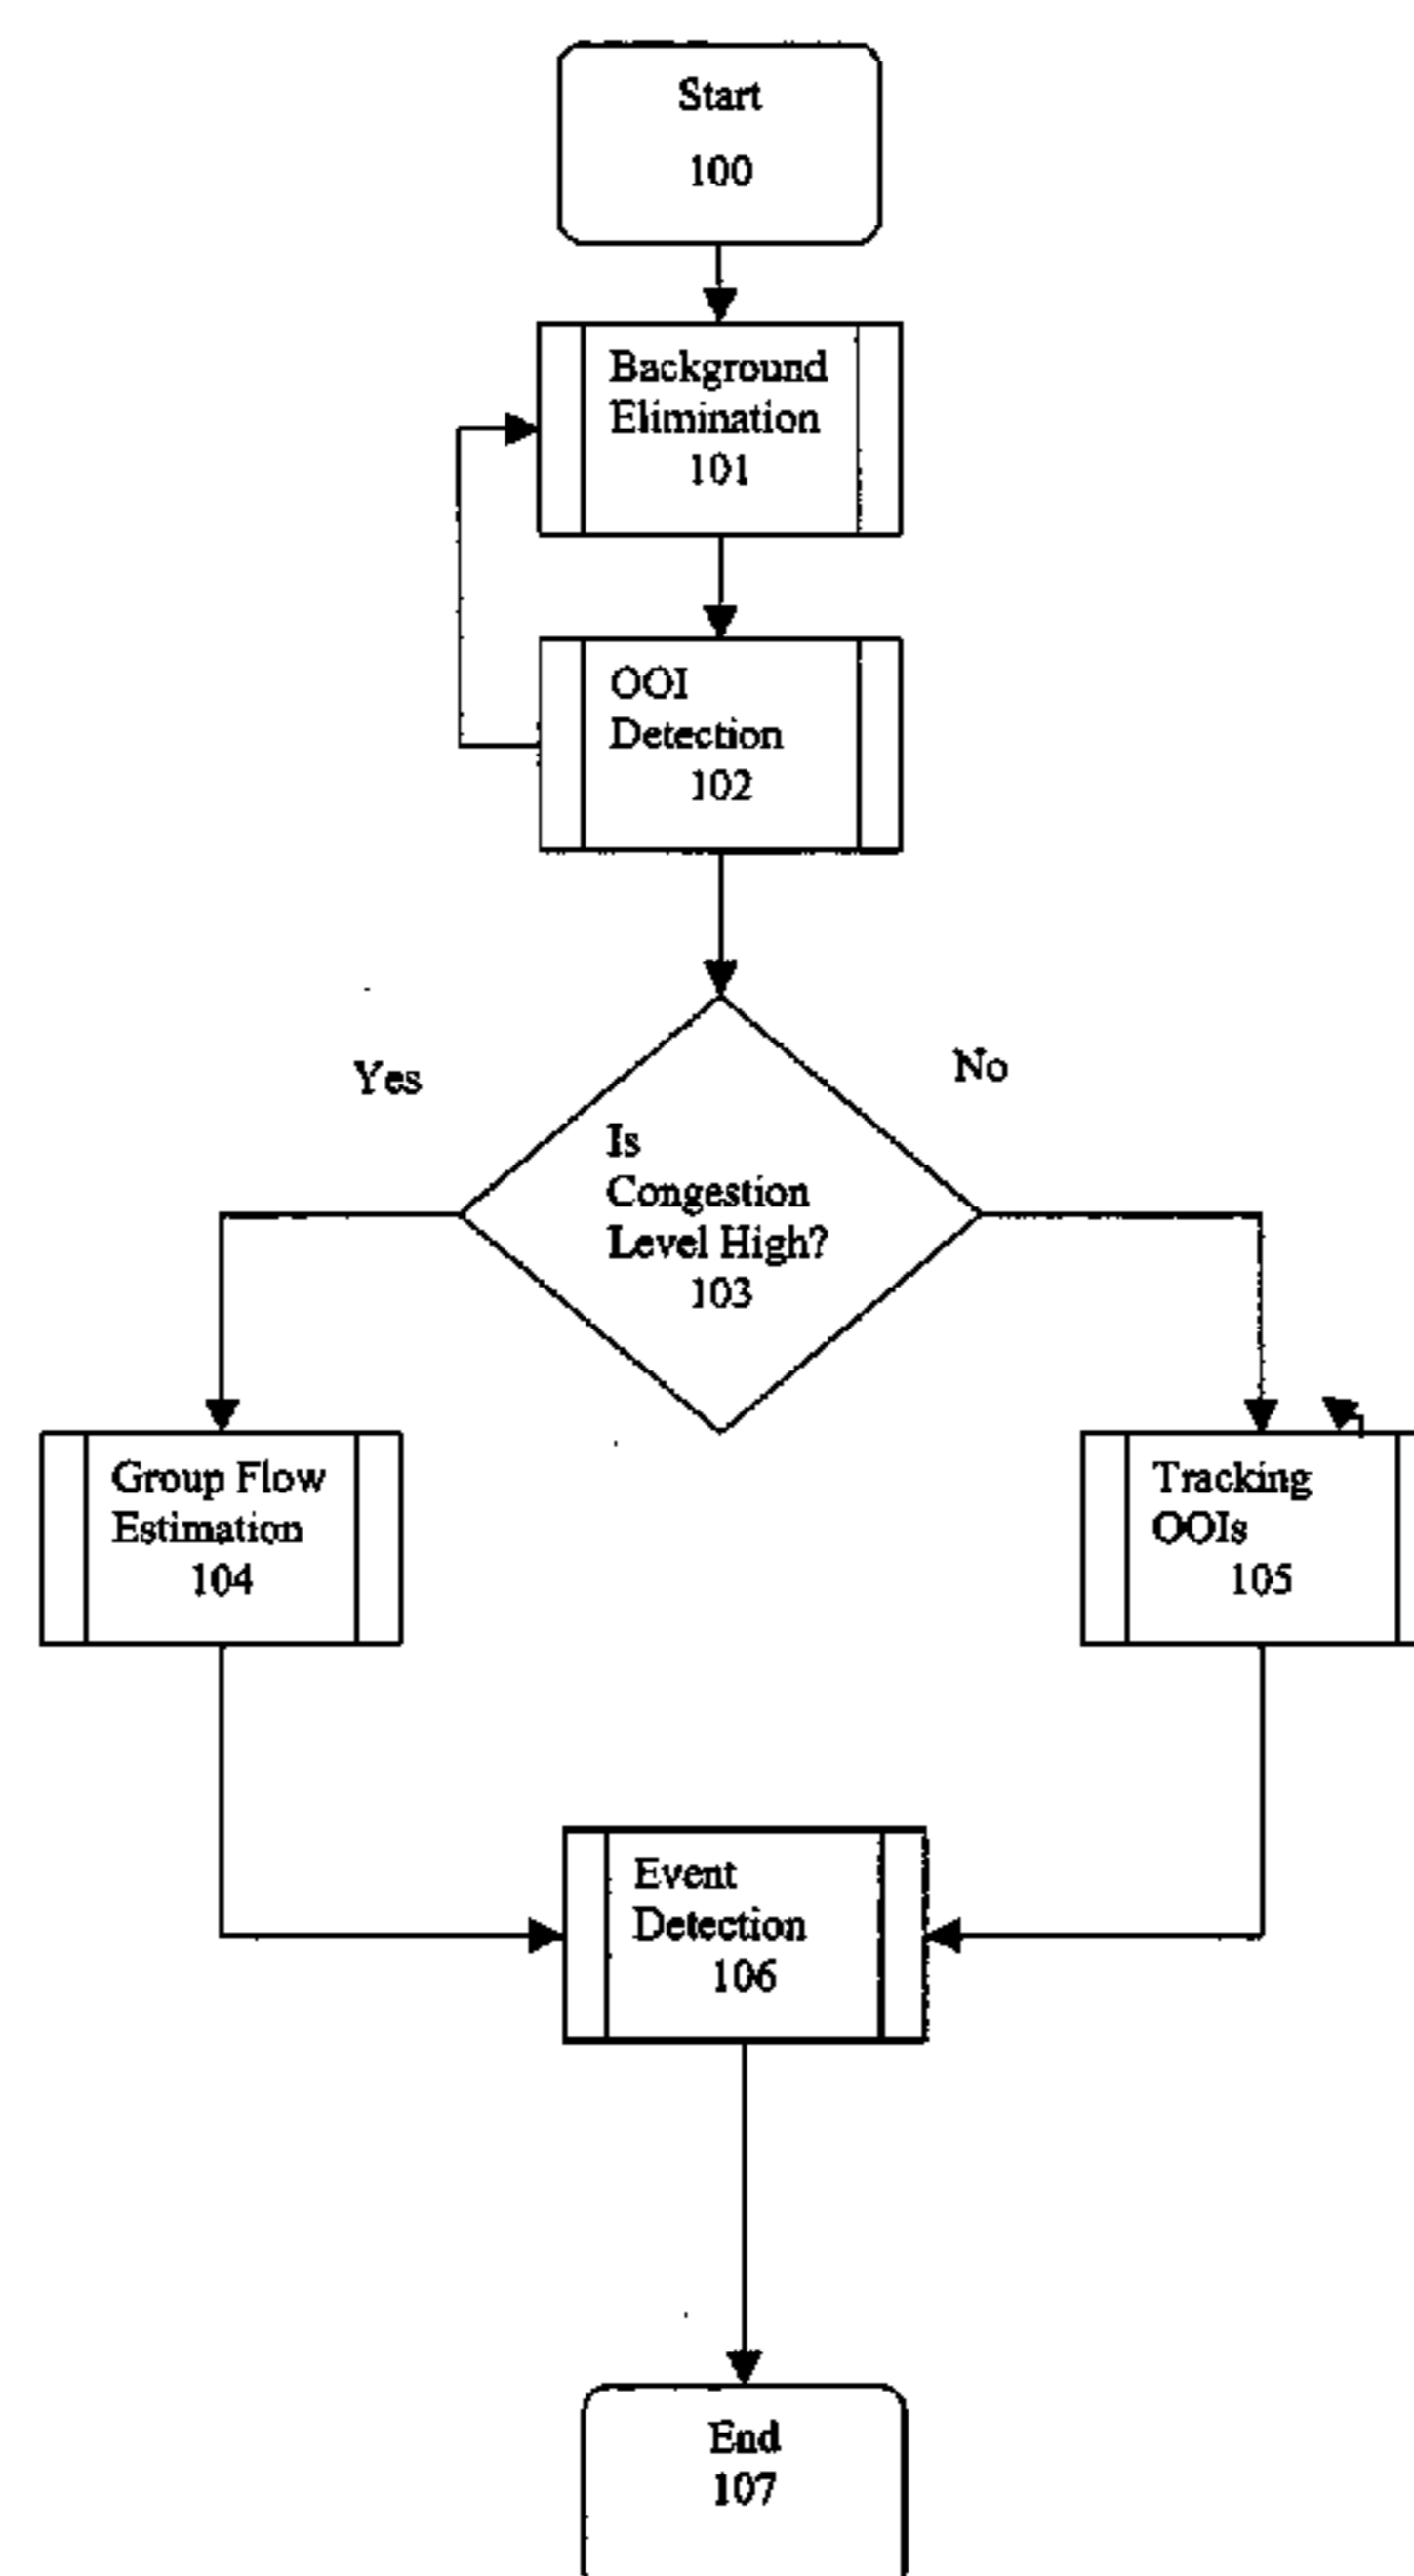 Start
100
Background
Elimination
101
OOI
Detection
102
Yes
No
Is
Congestion
Level High?
103
Group Flow
Estimation
104
Tracking
OOIs
105
Event
Detection
106
End
107